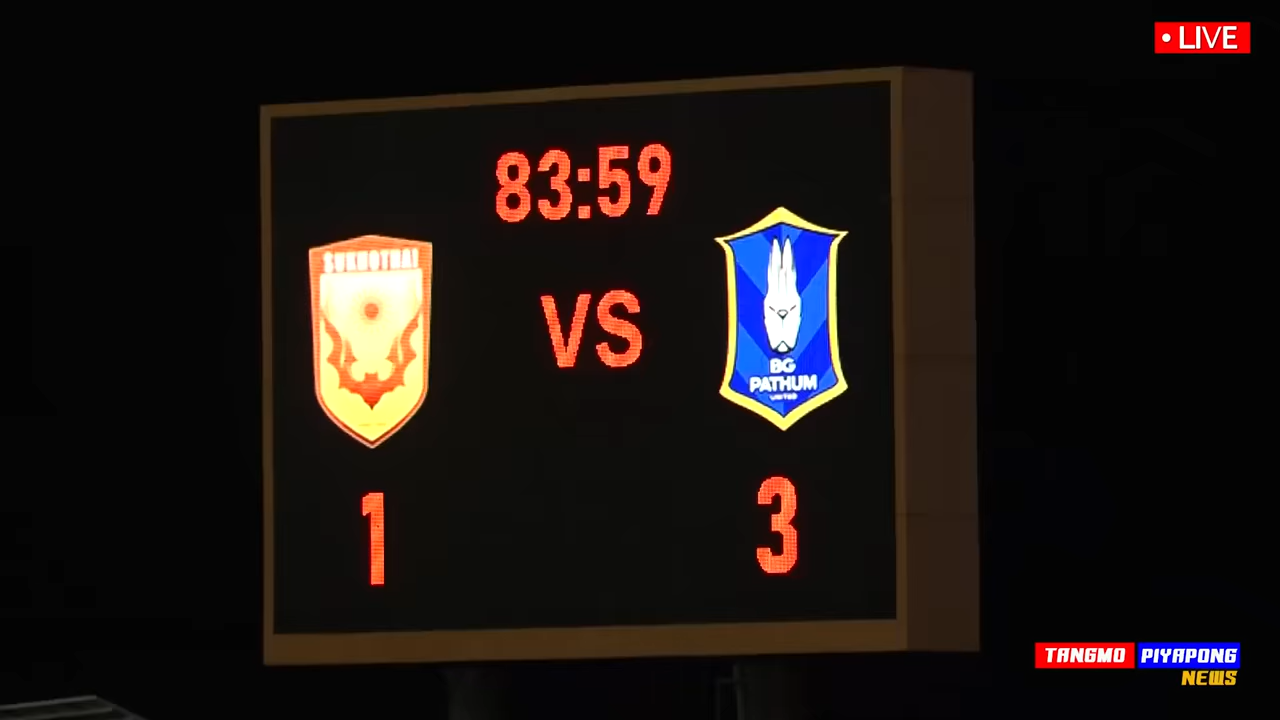 • LIVE
83:59
SUKHOTHAI
VS
BG
PATHUM
UNITED
1
3
TANGMO PIYAPONG
NEWS